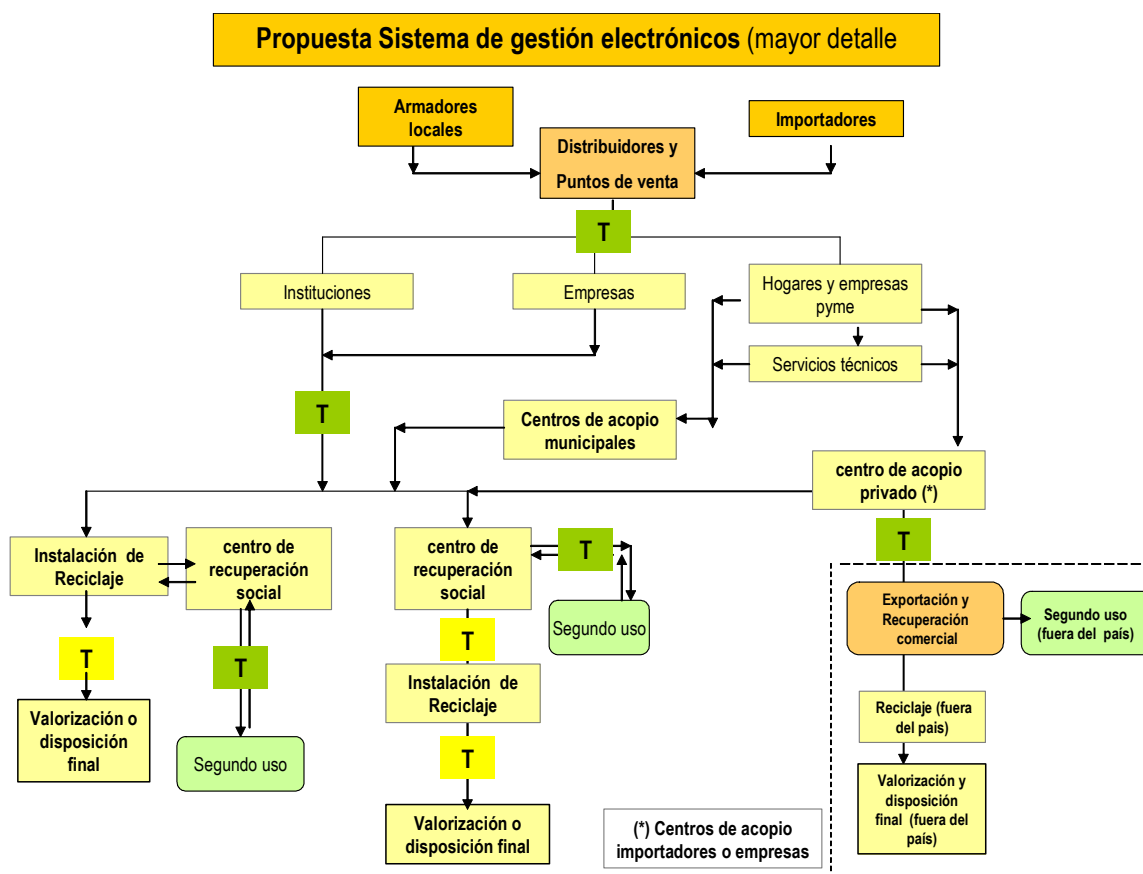 Propuesta Sistema de gestión electrónicos (mayor detalle
Armadores
locales
Importadores
Distribuidores y
Puntos de venta
T
Instituciones
Empresas
Hogares y empresas
pyme
Servicios técnicos
T
Centros de acopio
municipales
centro de acopio
privado (*)
T
Instalación de
Reciclaje
centro de
recuperación
social
centro de
recuperación
social
T
Segundo uso
Exportación y
Recuperación
comercial
Segundo uso
(fuera del país)
T
T
T
Instalación de
Reciclaje
Reciclaje (fuera
del pais)
Valorización o
disposición
final
Segundo uso
T
Valorización y
disposición
final (fuera del
país)
Valorización o
disposición final
(*) Centros de acopio
importadores o empresas